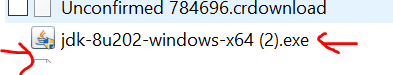 Unconfirmed 784696.crdownload
jdk-8u202-windows-x64 (2).exe